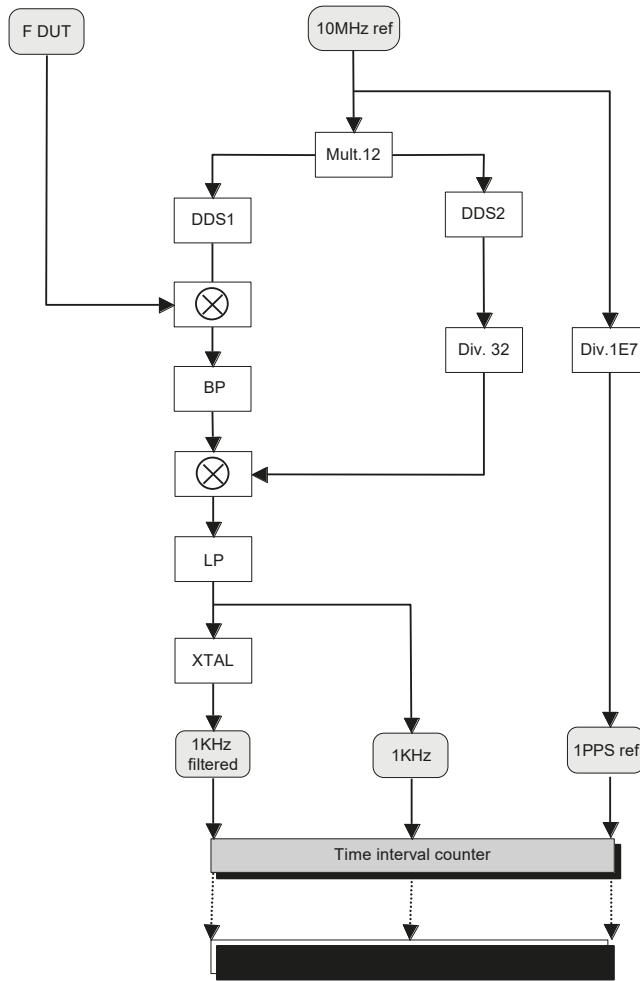 F DUT
10MHz ref
Mult.12
DDS1
DDS2
Div. 32
Div.1E7
BP
LP
XTAL
1KHz
filtered
1KHz
1PPS ref
Time interval counter